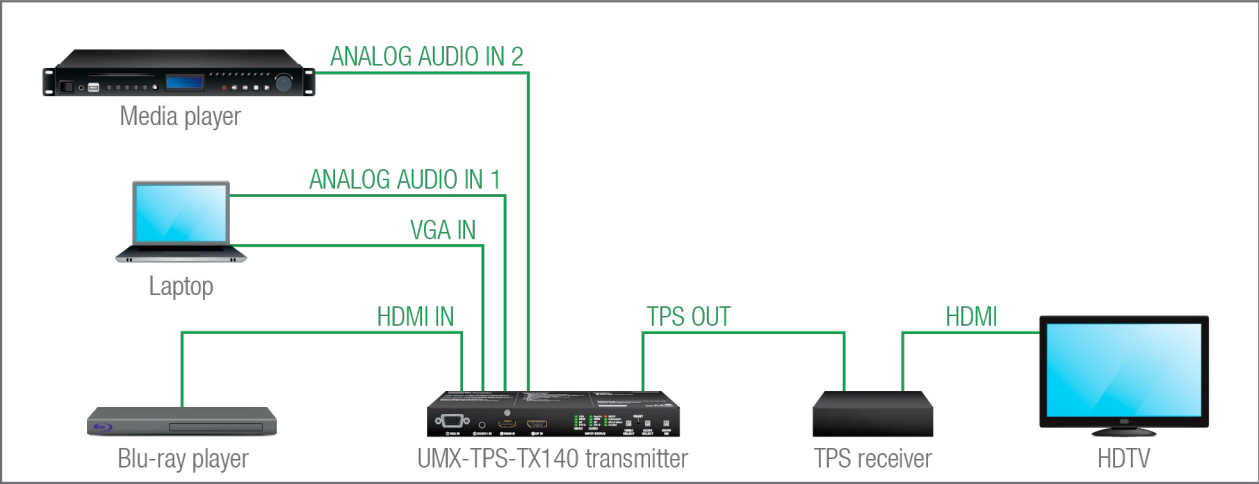 ANALOG AUDIO IN 2
Media player
ANALOG AUDIO IN 1
VGA IN
Laptop
HDMI IN
TPS OUT
HDMI
Blu-ray player
UMX-TPS-TX140 transmitter
TPS receiver
HDTV